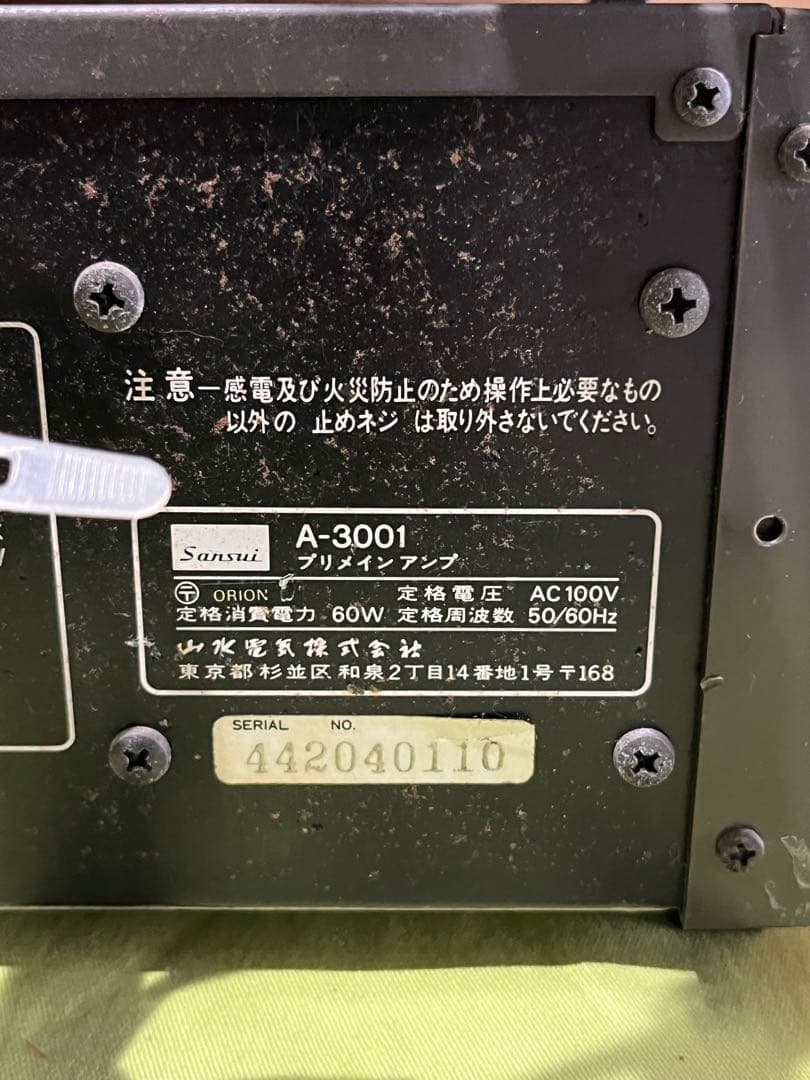 注意－感電及び火災防止のため操作上必要なもの
以外の 止めネジ は取り外さないでください。
Sansui A-3001
プリメインアンプ
〒 ORION 定格電圧 AC100V
定格消費電力 60W 定格周波数 50/60Hz
山水電気株式会社
東京都杉並区和泉2丁目14番地1号〒168
SERIAL NO.
442040110